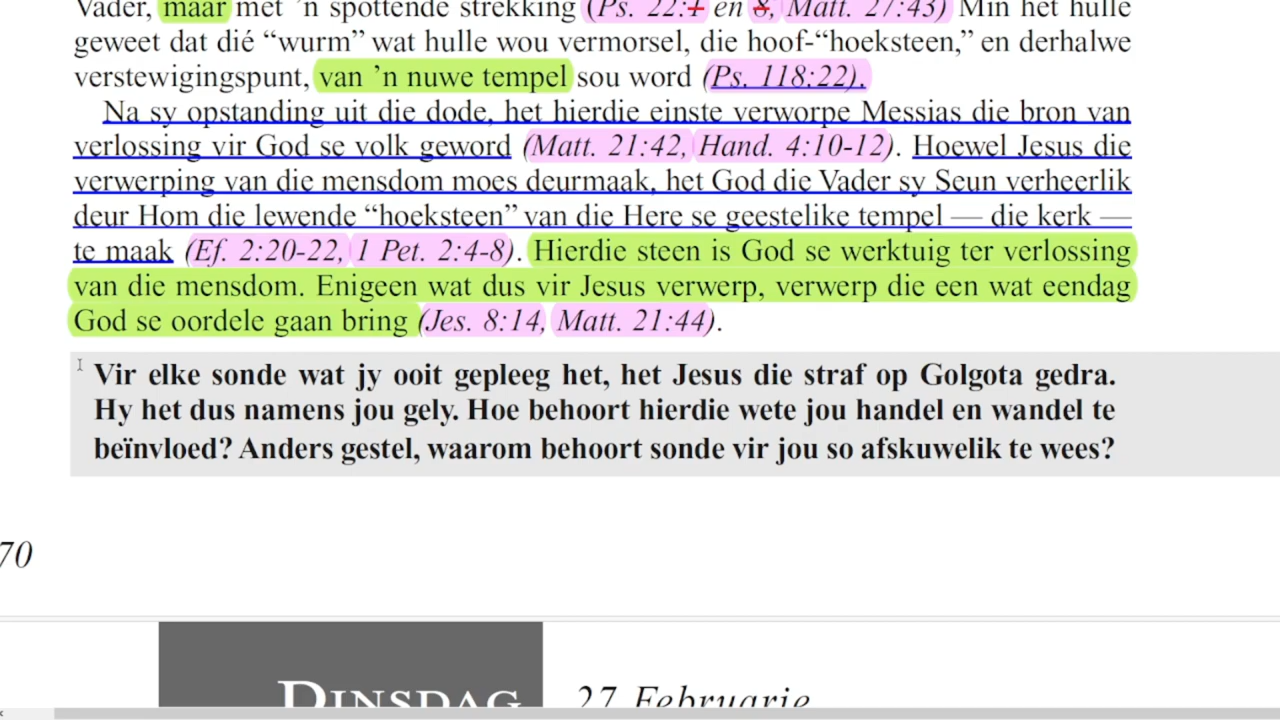 Vader, maar met ’n spottende strekking (Ps. 22:1 en 8, Matt. 27:43) Min het hulle
geweet dat dié “wurm” wat hulle wou vermorsel, die hoof-“hoeksteen,” en derhalwe
verstewigingspunt, van ’n nuwe tempel sou word (Ps. 118:22).
Na sy opstanding uit die dode, het hierdie einste verworpe Messias die bron van
verlossing vir God se volk geword (Matt. 21:42, Hand. 4:10-12). Hoewel Jesus die
verwerping van die mensdom moes deurmaak, het God die Vader sy Seun verheerlik
deur Hom die lewende “hoeksteen” van die Here se geestelike tempel — die kerk —
te maak (Ef. 2:20-22, 1 Pet. 2:4-8). Hierdie steen is God se werktuig ter verlossing
van die mensdom. Enigeen wat dus vir Jesus verwerp, verwerp die een wat eendag
God se oordele gaan bring (Jes. 8:14, Matt. 21:44).
Vir elke sonde wat jy ooit gepleeg het, het Jesus die straf op Golgota gedra.
Hy het dus namens jou gely. Hoe behoort hierdie wete jou handel en wandel te
beïnvloed? Anders gestel, waarom behoort sonde vir jou so afskuwelik te wees?
70
DINSDAG 27 Februarie